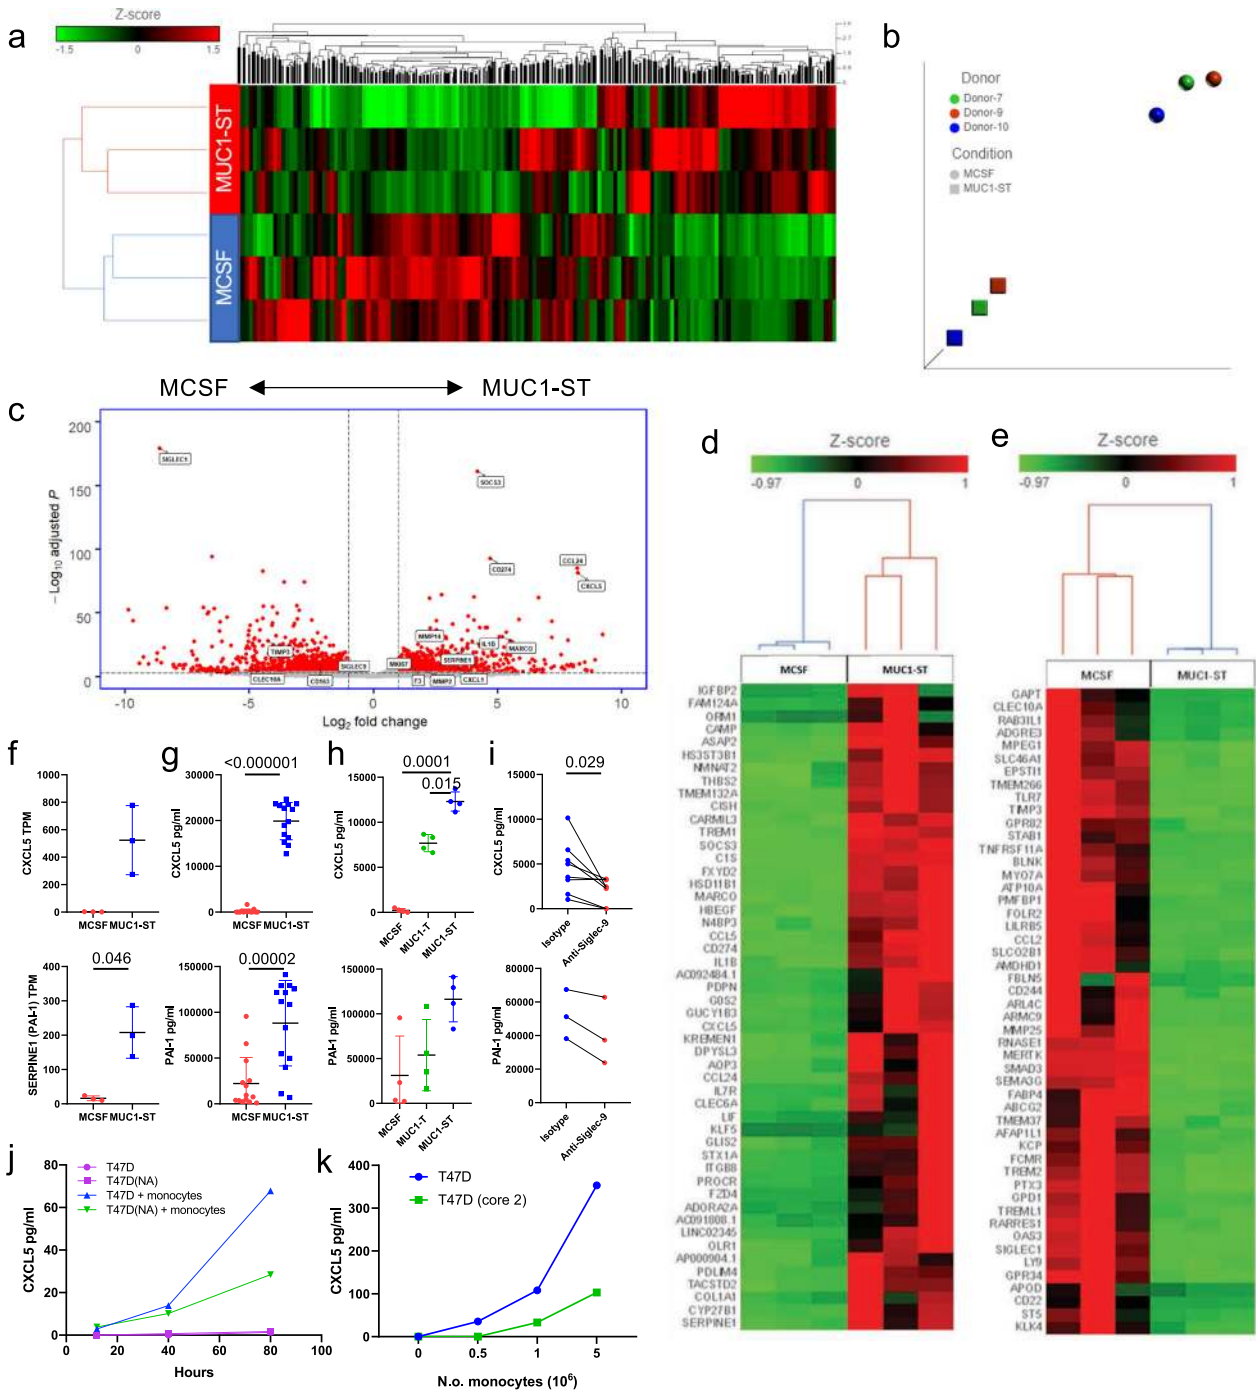 a
Z-score
-1.5 0 1.5
MUC1-ST
MCSF
b
Donor
Donor-7
Donor-9
Donor-10
Condition
MCSF
MUC1-ST
MCSF MUC1-ST
c
200
150
100
50
0
-10 -5 0 5 10
– Log10 adjusted P
Log2 fold change
SIGLEC1
SOCS3
CD274
CCL24
CXCL5
MMP14
IL1B
MARCO
TIMP3
SIGLEC9
SERPINE1
CLEC10A
CD163
F3
MMP2
CXCL1
d
Z-score
-0.97 0 1
MCSF MUC1-ST
IGFBP2
FAM124A
ORM1
CAMP
ASAP2
HS3ST3B1
NMNAT2
THBS2
TMEM132A
CISH
CARMIL3
TREM1
SOCS3
C1S
FXYD2
HSD11B1
MARCO
HBEGF
N4BP3
CCL5
CD274
IL1B
AC092484.1
PDPN
G0S2
GUCY1B3
CXCL5
KREMEN1
DPYSL3
AQP3
CCL24
IL7R
CLEC6A
LIF
KLF5
GLIS2
STX1A
ITGB8
PROCR
FZD4
ADORA2A
AC091808.1
LINC02345
OLR1
AP000904.1
PDLIM4
TACSTD2
COL1A1
CYP27B1
SERPINE1
e
Z-score
-0.97 0 1
MCSF MUC1-ST
GAPT
CLEC10A
RAB3IL1
ADGRE3
MPEG1
SLC46A1
EPSTI1
TMEM266
TLR7
TIMP3
GPR82
STAB1
TNFRSF11A
BLNK
MYO7A
ATP10A
PMFBP1
FOLR2
LILRB5
CCL2
SLCO2B1
AMDHD1
FBLN5
CD244
ARL4C
ARMC9
MMP25
RNASE1
MERTK
SMAD3
SEMA3G
FABP4
ABCG2
TMEM37
AFAP1L1
KCP
FCMR
TREM2
PTX3
GPD1
TREML1
RARRES1
OAS3
SIGLEC1
LY9
GPR34
APOD
CD22
ST5
KLK4
f
1000
800
600
400
200
0
CXCL5 TPM
MCSF MUC1-ST
400
300
200
100
0
SERPINE1 (PAI-1) TPM
0.046
MCSF MUC1-ST
g
<0.000001
30000
20000
10000
0
CXCL5 pg/ml
MCSF MUC1-ST
0.00002
150000
100000
50000
0
PAI-1 pg/ml
MCSF MUC1-ST
h
0.0001
0.015
15000
10000
5000
0
CXCL5 pg/ml
MCSF
MUC1-T
MUC1-ST
150000
100000
50000
0
PAI-1 pg/ml
MCSF
MUC1-T
MUC1-ST
i
0.029
15000
10000
5000
0
CXCL5 pg/ml
Isotype
Anti-Siglec-9
80000
60000
40000
20000
0
PAI-1 pg/ml
Isotype
Anti-Siglec-9
j
80
60
40
20
0
CXCL5 pg/ml
T47D
T47D(NA)
T47D + monocytes
T47D(NA) + monocytes
0 20 40 60 80 100
Hours
k
400
300
200
100
0
CXCL5 pg/ml
T47D
T47D (core 2)
0 0.5 1 5
N.o. monocytes (10⁶)